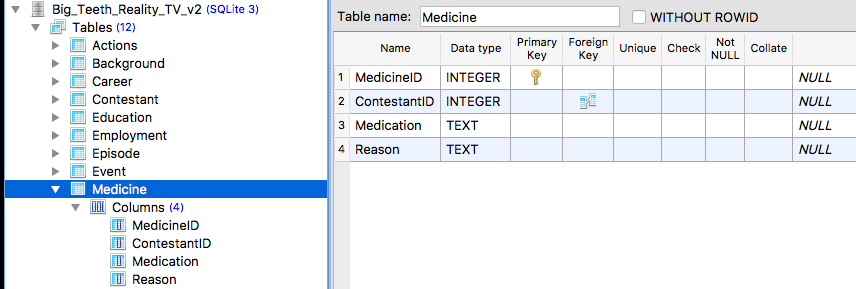 Big_Teeth_Reality_TV_v2 (SQLite 3)
Tables (12)
Actions
Background
Career
Contestant
Education
Employment
Episode
Event
Medicine
Columns (4)
MedicineID
ContestantID
Medication
Reason
Table name: Medicine WITHOUT ROWID
Name Data type Primary Key Foreign Key Unique Check Not NULL Collate
1 MedicineID INTEGER NULL
2 ContestantID INTEGER NULL
3 Medication TEXT NULL
4 Reason TEXT NULL